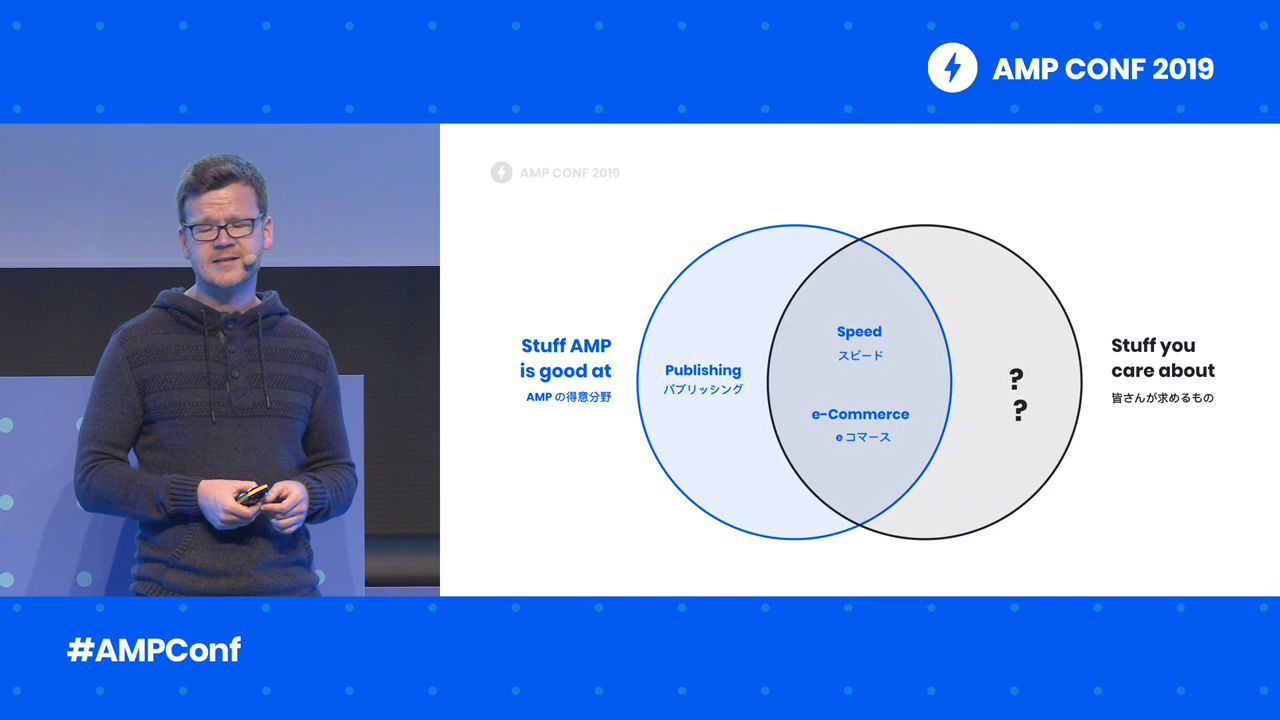 AMP CONF 2019
AMP CONF 2019
Stuff AMP
is good at
AMP の得意分野
Publishing
パブリッシング
Speed
スピード
e-Commerce
e コマース
?
?
Stuff you
care about
皆さんが求めるもの
#AMPConf